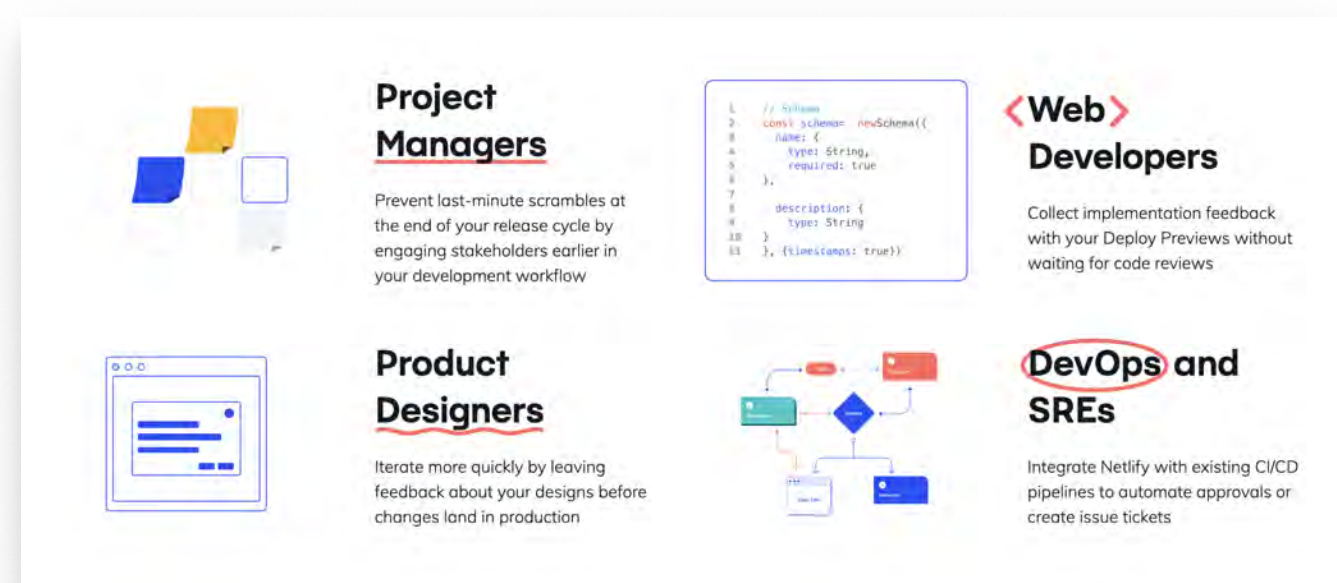 Project
Managers
Prevent last-minute scrambles at
the end of your release cycle by
engaging stakeholders earlier in
your development workflow
1 // Schema
2 const schema= newSchema({
3 name: {
4 type: String,
5 required: true
6 },
7
8 description: {
9 type: String
10 }
11 }, {timestamps: true})
<Web>
Developers
Collect implementation feedback
with your Deploy Previews without
waiting for code reviews
Product
Designers
Iterate more quickly by leaving
feedback about your designs before
changes land in production
DevOps and
SREs
Integrate Netlify with existing CI/CD
pipelines to automate approvals or
create issue tickets